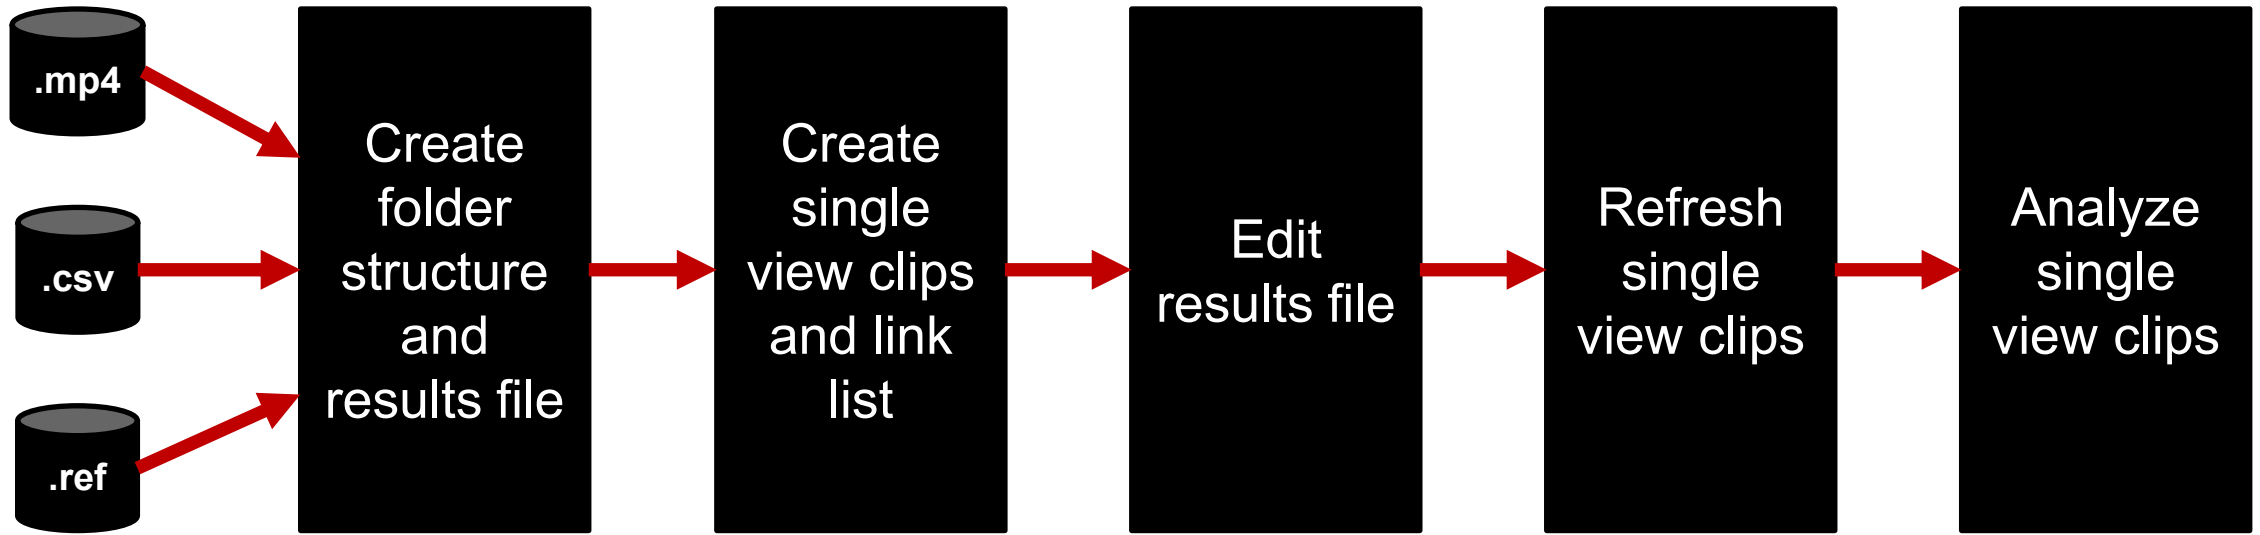 .mp4
.csv
.ref
Create
folder
structure
and
results file
Create
single
view clips
and link
list
Edit
results file
Refresh
single
view clips
Analyze
single
view clips